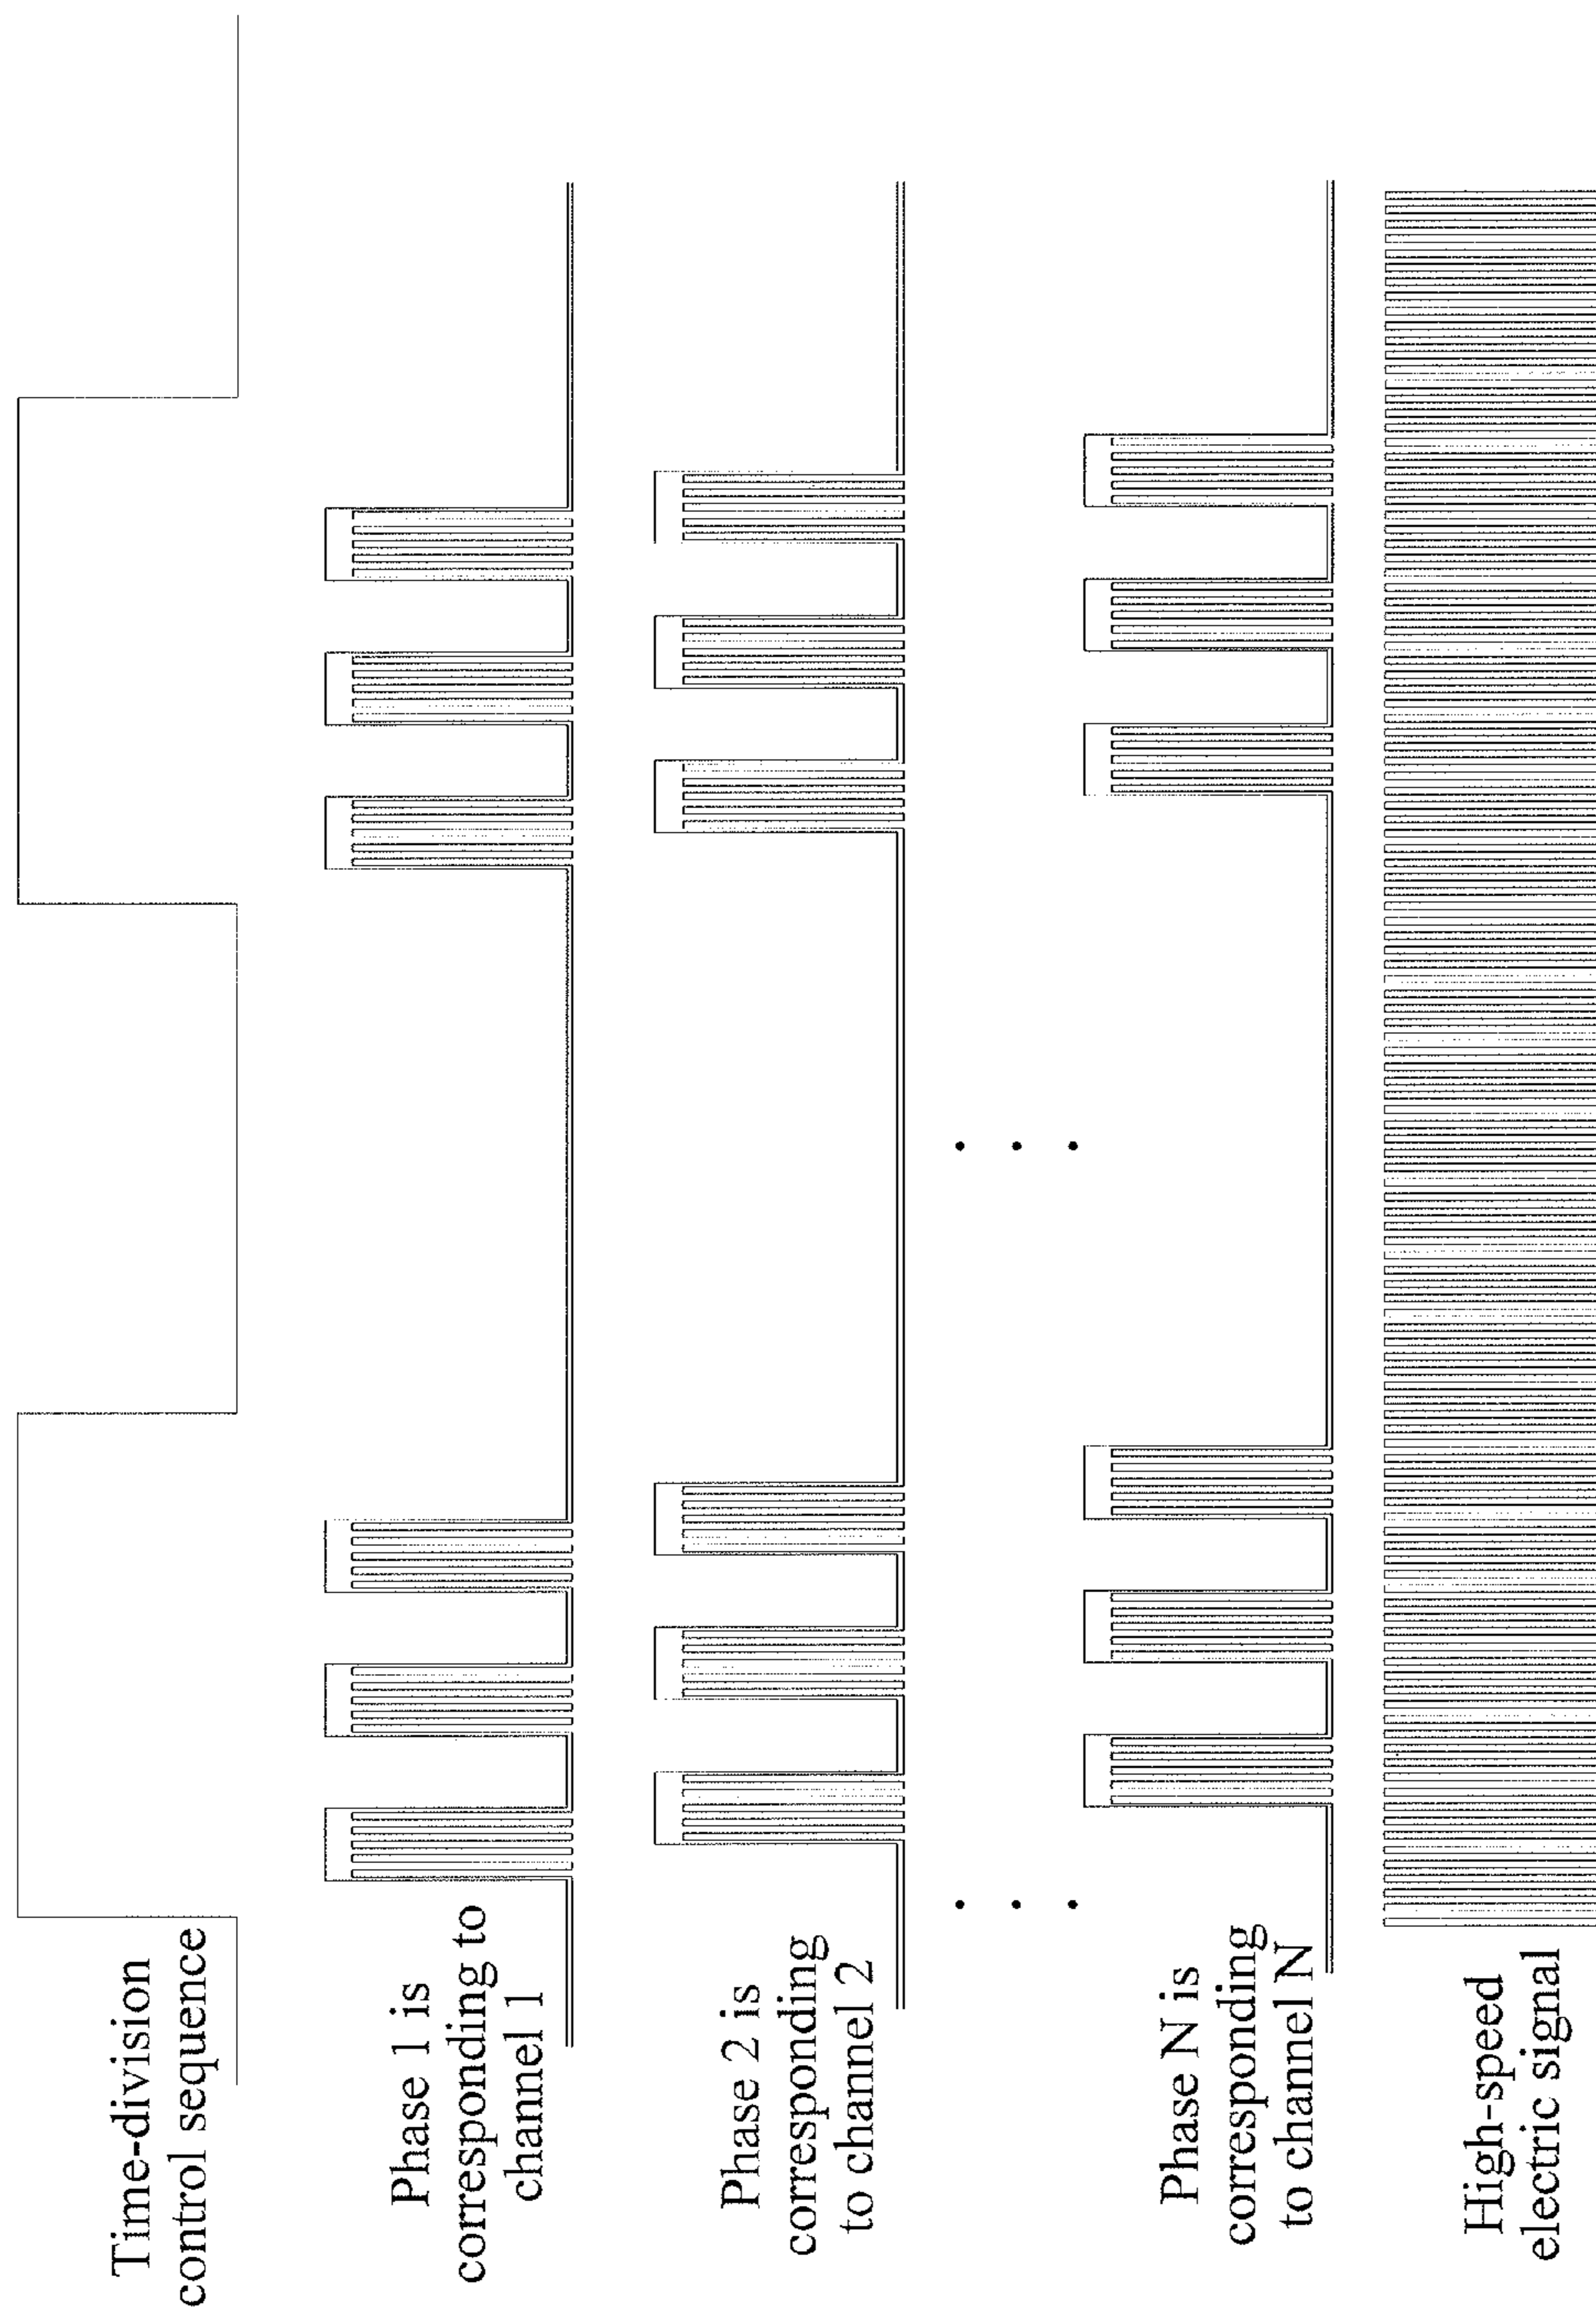 Time-division
control sequence
Phase 1 is
corresponding to
channel 1
Phase 2 is
corresponding
to channel 2
Phase N is
corresponding
to channel N
High-speed
electric signal